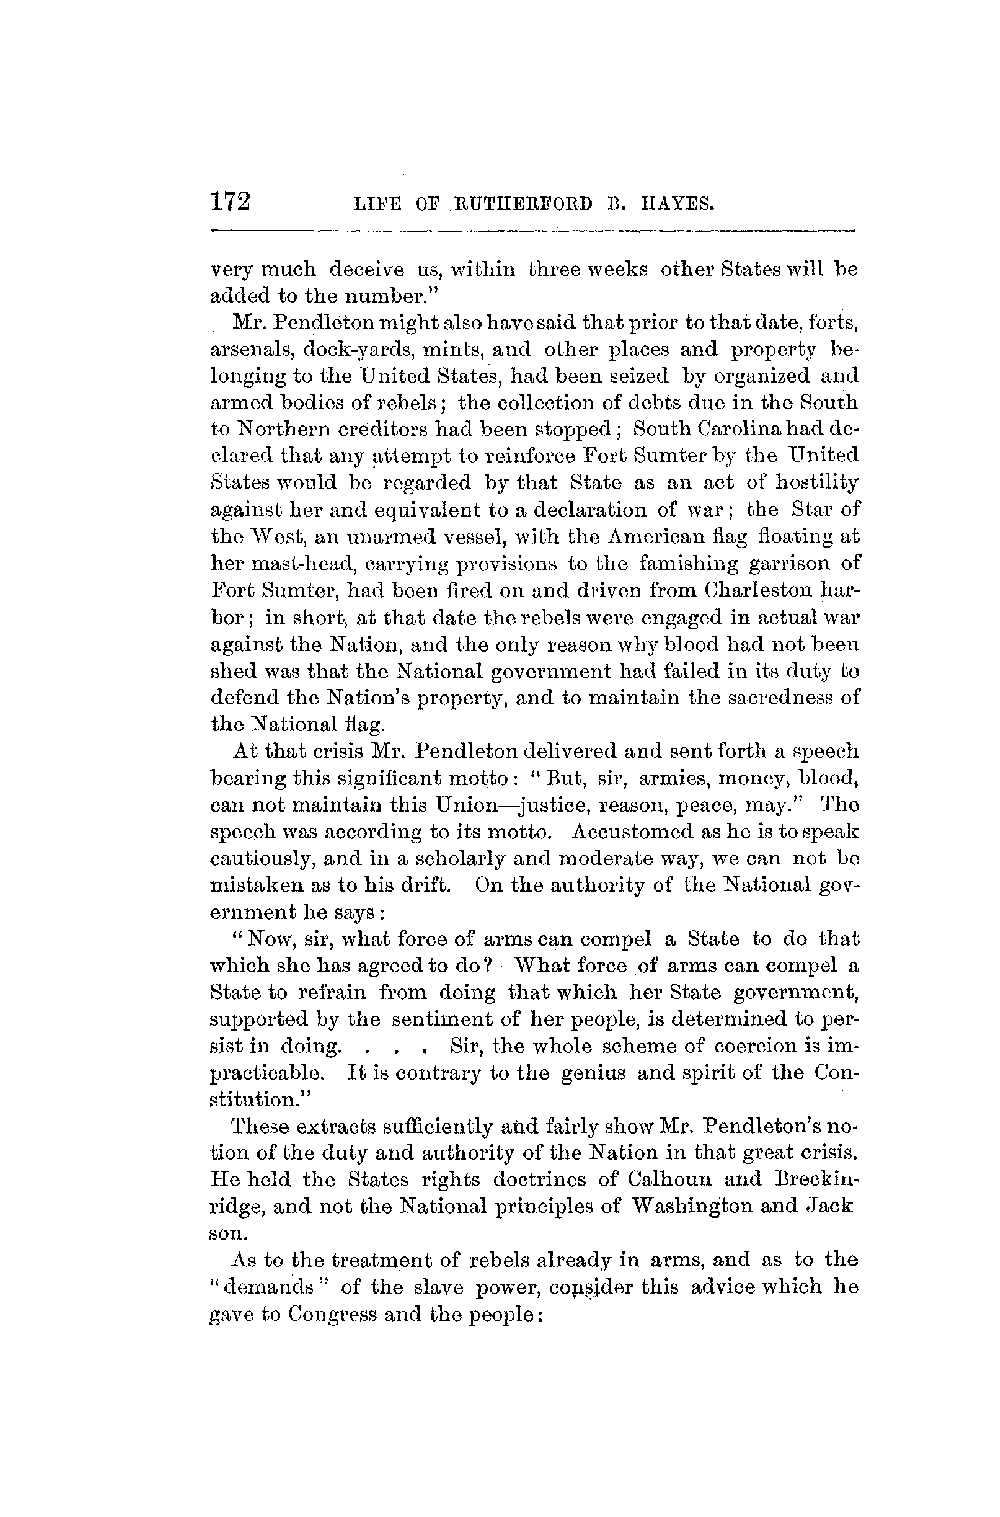 172 LIFE OF RUTHERFORD B. HAYES.
very much deceive us, within three weeks other States will be
added to the number."
Mr. Pendleton might also have said that prior to that date, forts,
arsenals, dock-yards, mints, and other places and property be-
longing to the United States, had been seized by organized and
armed bodies of rebels; the collection of debts due in the South
to Northern creditors had been stopped; South Carolina had de-
clared that any attempt to reinforce Fort Sumter by the United
States would be regarded by that State as an act of hostility
against her and equivalent to a declaration of war; the Star of
the West, an unarmed vessel, with the American flag floating at
her mast-head, carrying provisions to the famishing garrison of
Fort Sumter, had been fired on and driven from Charleston har-
bor; in short, at that date the rebels were engaged in actual war
against the Nation, and the only reason why blood had not been
shed was that the National government had failed in its duty to
defend the Nation's property, and to maintain the sacredness of
the National flag.
At that crisis Mr. Pendleton delivered and sent forth a speech
bearing this significant motto: "But, sir, armies, money, blood,
can not maintain this Union—justice, reason, peace, may." The
speech was according to its motto. Accustomed as he is to speak
cautiously, and in a scholarly and moderate way, we can not be
mistaken as to his drift. On the authority of the National gov-
ernment he says:
"Now, sir, what force of arms can compel a State to do that
which she has agreed to do? What force of arms can compel a
State to refrain from doing that which her State government,
supported by the sentiment of her people, is determined to per-
sist in doing. . . . Sir, the whole scheme of coercion is im-
practicable. It is contrary to the genius and spirit of the Con-
stitution."
These extracts sufficiently and fairly show Mr. Pendleton's no-
tion of the duty and authority of the Nation in that great crisis.
He held the States rights doctrines of Calhoun and Breckin-
ridge, and not the National principles of Washington and Jack
son.
As to the treatment of rebels already in arms, and as to the
"demands" of the slave power, consider this advice which he
gave to Congress and the people: